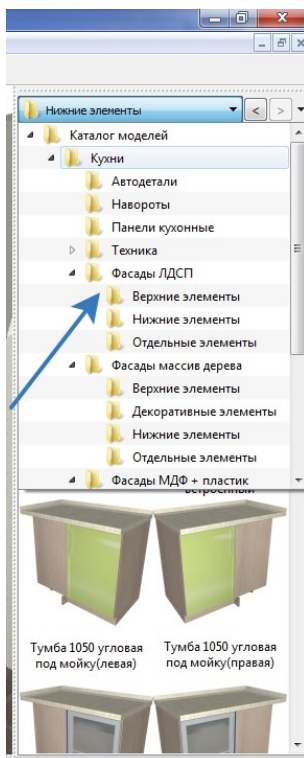 Нижние элементы
Каталог моделей
Кухни
Автодетали
Навороты
Панели кухонные
Техника
Фасады ЛДСП
Верхние элементы
Нижние элементы
Отдельные элементы
Фасады массив дерева
Верхние элементы
Декоративные элементы
Нижние элементы
Отдельные элементы
Фасады МДФ + пластик
встроенный
Тумба 1050 угловая
под мойку(левая)
Тумба 1050 угловая
под мойку(правая)